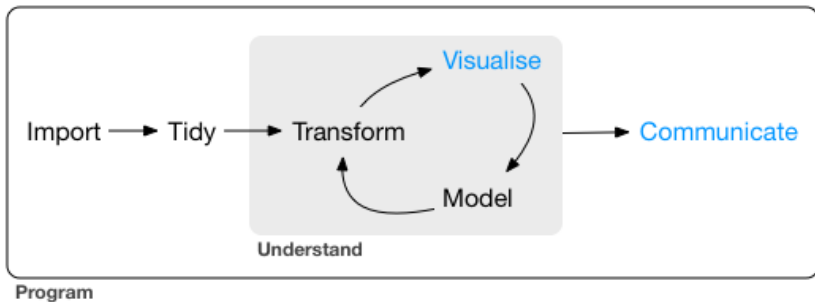 Visualise
Import Tidy Transform Communicate
Model
Understand
Program